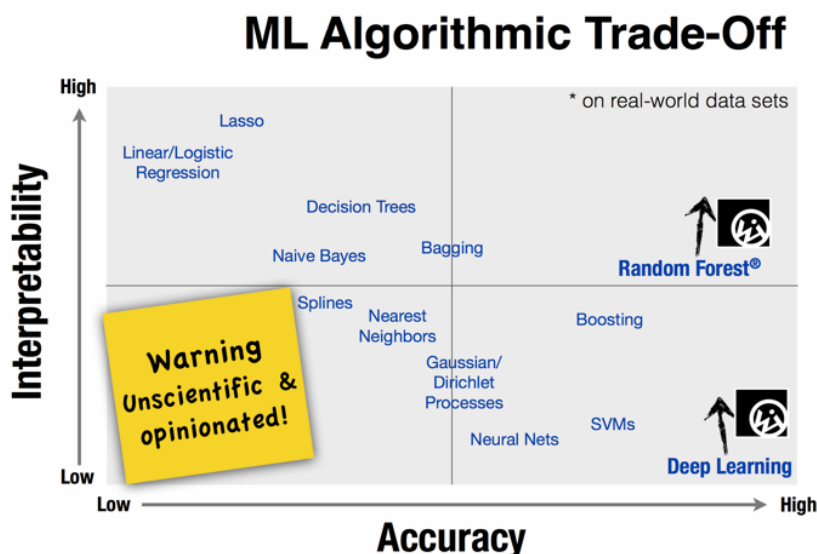 ML Algorithmic Trade-Off
High
* on real-world data sets
Lasso
Linear/Logistic
Regression
Decision Trees
Naive Bayes
Bagging
Random Forest®
Interpretability
Splines
Nearest
Neighbors
Boosting
Warning
Unscientific &
opinionated!
Gaussian/
Dirichlet
Processes
Neural Nets
SVMs
Deep Learning
Low
Low
High
Accuracy